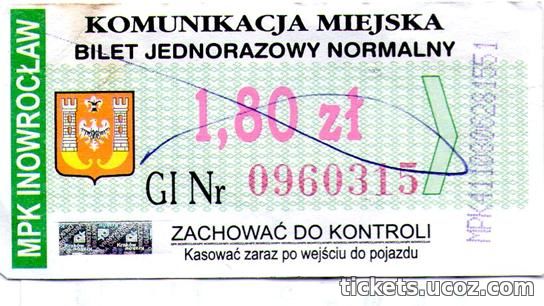 KOMUNIKACJA MIEJSKA
BILET JEDNORAZOWY NORMALNY
MPK INOWROCŁAW
1,80 zł
GI Nr 0960315
ZACHOWAĆ DO KONTROLI
Kasować zaraz po wejściu do pojazdu
tickets.ucoz.com